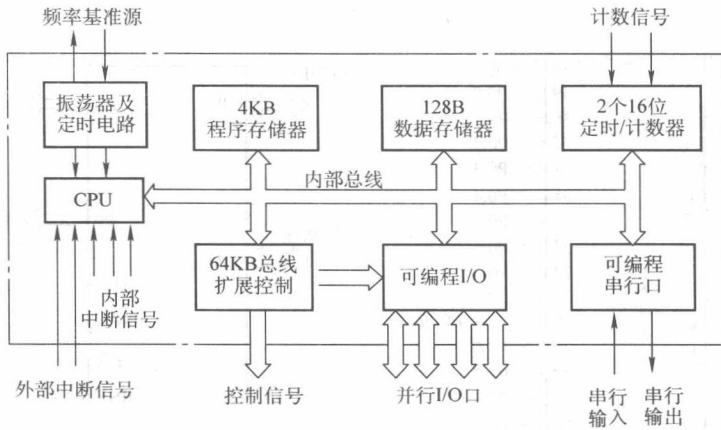 频率基准源
计数信号
振荡器及
定时电路
4KB
程序存储器
128B
数据存储器
2个16位
定时/计数器
内部总线
CPU
64KB总线
扩展控制
可编程I/O
可编程
串行口
内部
中断信号
外部中断信号
控制信号
并行I/O口
串行
输入
串行
输出